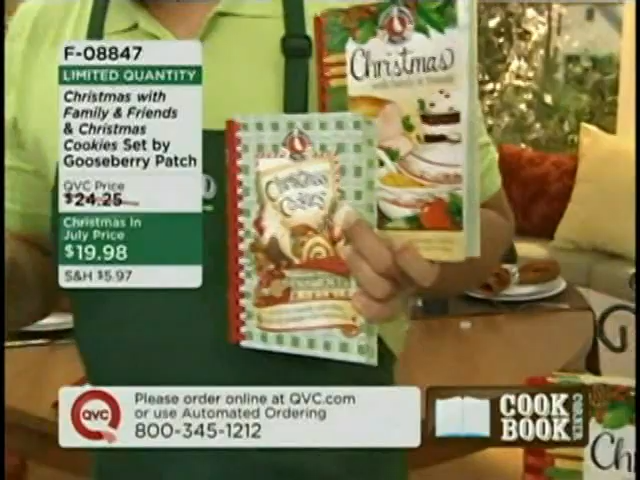 F-08847
LIMITED QUANTITY
Christmas with
Family & Friends
& Christmas
Cookies Set by
Gooseberry Patch
QVC Price
$24.25
Christmas In
July Price
$19.98
S&H $5.97
Christmas
Christmas
Cookies
QVC
Please order online at QVC.com
or use Automated Ordering
800-345-1212
COOK
BOOK
CORNER
G
Ch